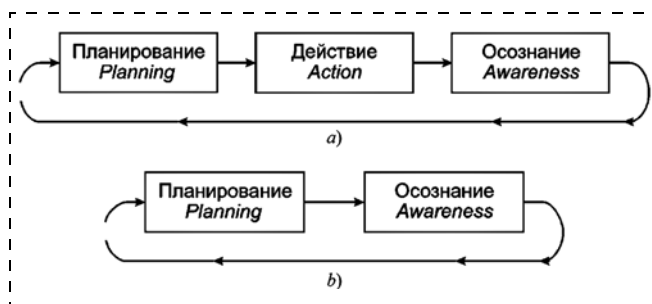 Планирование Действие Осознание
Planning Action Awareness
a)
Планирование Осознание
Planning Awareness
b)